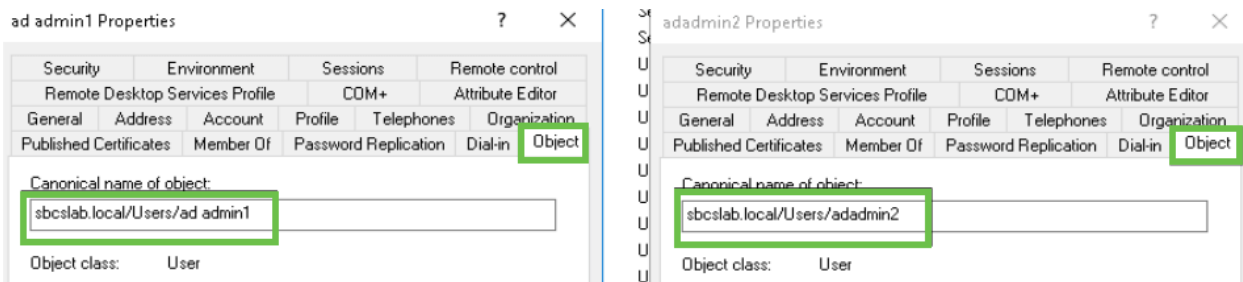 ad admin1 Properties
?
Security Environment Sessions Remote control
Remote Desktop Services Profile COM+ Attribute Editor
General Address Account Profile Telephones Organization
Published Certificates Member Of Password Replication Dial-in Object
Canonical name of object:
sbcslab.local/Users/ad admin1
Object class: User
adadmin2 Properties
?
Security Environment Sessions Remote control
Remote Desktop Services Profile COM+ Attribute Editor
General Address Account Profile Telephones Organization
Published Certificates Member Of Password Replication Dial-in Object
Canonical name of object:
sbcslab.local/Users/adadmin2
Object class: User